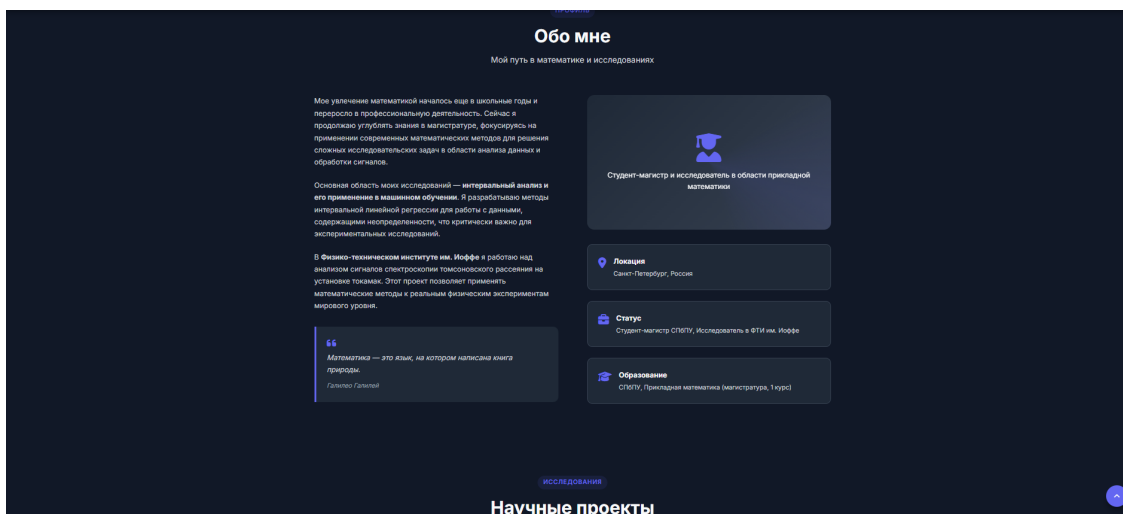 ПРОФИЛЬ
Обо мне
Мой путь в математике и исследованиях
Мое увлечение математикой началось еще в школьные годы и
переросло в профессиональную деятельность. Сейчас я
продолжаю углублять знания в магистратуре, фокусируясь на
применении современных математических методов для решения
сложных исследовательских задач в области анализа данных и
обработки сигналов.
Основная область моих исследований — интервальный анализ и
его применение в машинном обучении. Я разрабатываю методы
интервальной линейной регрессии для работы с данными,
содержащими неопределенности, что критически важно для
экспериментальных исследований.
В Физико-техническом институте им. Иоффе я работаю над
анализом сигналов спектроскопии томсоновского рассеяния на
установке токамак. Этот проект позволяет применять
математические методы к реальным физическим экспериментам
мирового уровня.
Математика — это язык, на котором написана книга
природы.
Галилео Галилей
Студент-магистр и исследователь в области прикладной
математики
Локация
Санкт-Петербург, Россия
Статус
Студент-магистр СПбПУ, Исследователь в ФТИ им. Иоффе
Образование
СПбПУ, Прикладная математика (магистратура, 1 курс)
ИССЛЕДОВАНИЯ
Научные проекты